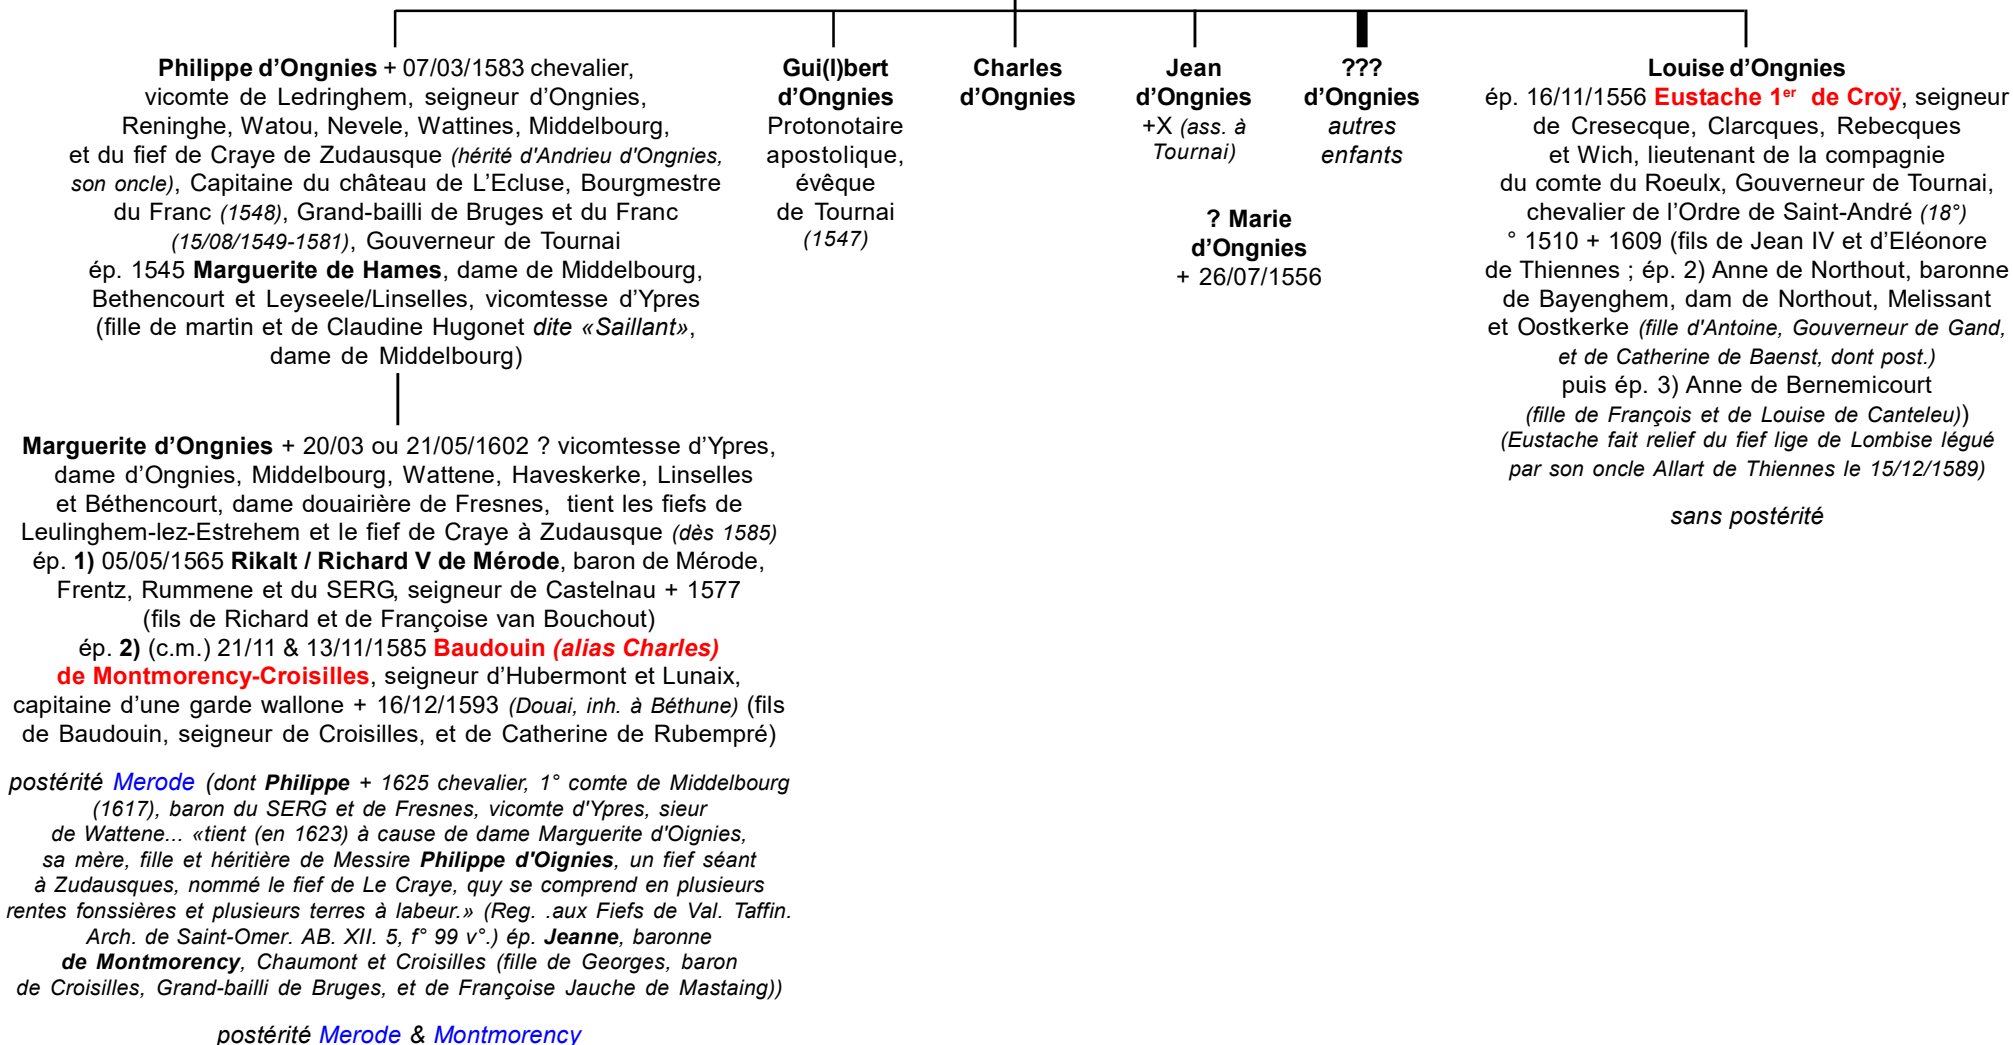 Philippe d’Ongnies + 07/03/1583 chevalier,
vicomte de Ledringhem, seigneur d’Ongnies,
Reninghe, Watou, Nevele, Wattines, Middelbourg,
et du fief de Craye de Zudausque (hérité d'Andrieu d'Ongnies,
son oncle), Capitaine du château de L’Ecluse, Bourgmestre
du Franc (1548), Grand-bailli de Bruges et du Franc
(15/08/1549-1581), Gouverneur de Tournai
ép. 1545 Marguerite de Hames, dame de Middelbourg,
Bethencourt et Leyseele/Linselles, vicomtesse d’Ypres
(fille de martin et de Claudine Hugonet dite «Saillant»,
dame de Middelbourg)
Gui(l)bert
d’Ongnies
Protonotaire
apostolique,
évêque
de Tournai
(1547)
Charles
d’Ongnies
Jean
d’Ongnies
+X (ass. à
Tournai)
? Marie
d’Ongnies
+ 26/07/1556
???
d’Ongnies
autres
enfants
Louise d’Ongnies
ép. 16/11/1556 Eustache 1er de Croÿ, seigneur
de Cresecque, Clarcques, Rebecques
et Wich, lieutenant de la compagnie
du comte du Roeulx, Gouverneur de Tournai,
chevalier de l’Ordre de Saint-André (18°)
° 1510 + 1609 (fils de Jean IV et d’Eléonore
de Thiennes ; ép. 2) Anne de Northout, baronne
de Bayenghem, dam de Northout, Melissant
et Oostkerke (fille d'Antoine, Gouverneur de Gand,
et de Catherine de Baenst, dont post.)
puis ép. 3) Anne de Bernemicourt
(fille de François et de Louise de Canteleu))
(Eustache fait relief du fief lige de Lombise légué
par son oncle Allart de Thiennes le 15/12/1589)
sans postérité
Marguerite d’Ongnies + 20/03 ou 21/05/1602 ? vicomtesse d’Ypres,
dame d’Ongnies, Middelbourg, Wattene, Haveskerke, Linselles
et Béthencourt, dame douairière de Fresnes, tient les fiefs de
Leulinghem-lez-Estrehem et le fief de Craye à Zudausque (dès 1585)
ép. 1) 05/05/1565 Rikalt / Richard V de Mérode, baron de Mérode,
Frentz, Rummene et du SERG, seigneur de Castelnau + 1577
(fils de Richard et de Françoise van Bouchout)
ép. 2) (c.m.) 21/11 & 13/11/1585 Baudouin (alias Charles)
de Montmorency-Croisilles, seigneur d’Hubermont et Lunaix,
capitaine d’une garde wallone + 16/12/1593 (Douai, inh. à Béthune) (fils
de Baudouin, seigneur de Croisilles, et de Catherine de Rubempré)
postérité Merode (dont Philippe + 1625 chevalier, 1° comte de Middelbourg
(1617), baron du SERG et de Fresnes, vicomte d'Ypres, sieur
de Wattene... «tient (en 1623) à cause de dame Marguerite d'Oignies,
sa mère, fille et héritière de Messire Philippe d'Oignies, un fief séant
à Zudausques, nommé le fief de Le Craye, quy se comprend en plusieurs
rentes fonssières et plusieurs terres à labeur.» (Reg. .aux Fiefs de Val. Taffin.
Arch. de Saint-Omer. AB. XII. 5, f° 99 v°.) ép. Jeanne, baronne
de Montmorency, Chaumont et Croisilles (fille de Georges, baron
de Croisilles, Grand-bailli de Bruges, et de Françoise Jauche de Mastaing))
postérité Merode & Montmorency